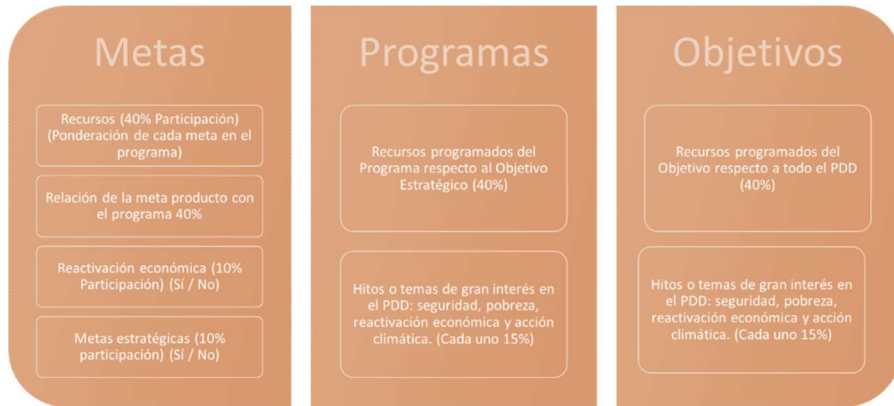 Metas
Recursos (40% Participación)
(Ponderación de cada meta en el
programa)
Relación de la meta producto con
el programa 40%
Reactivación económica (10%
Participación) (Sí / No)
Metas estratégicas (10%
participación) (Sí / No)
Programas
Recursos programados del
Programa respecto al Objetivo
Estratégico (40%)
Hitos o temas de gran interés en
el PDD: seguridad, pobreza,
reactivación económica y acción
climática. (Cada uno 15%)
Objetivos
Recursos programados del
Objetivo respecto a todo el PDD
(40%)
Hitos o temas de gran interés en
el PDD: seguridad, pobreza,
reactivación económica y acción
climática. (Cada uno 15%)